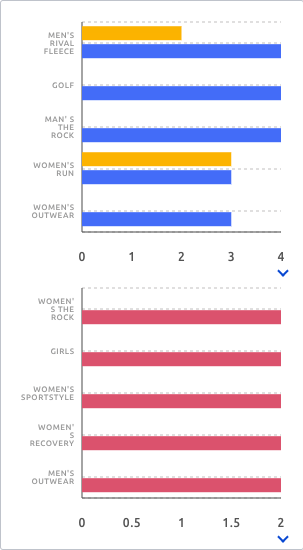 MEN'S
RIVAL
FLEECE
GOLF
MAN' S
THE
ROCK
WOMEN'S
RUN
WOMEN'S
OUTWEAR
0 1 2 3 4
WOMEN'
S THE
ROCK
GIRLS
WOMEN'S
SPORTSTYLE
WOMEN'
S
RECOVERY
MEN'S
OUTWEAR
0 0.5 1 1.5 2